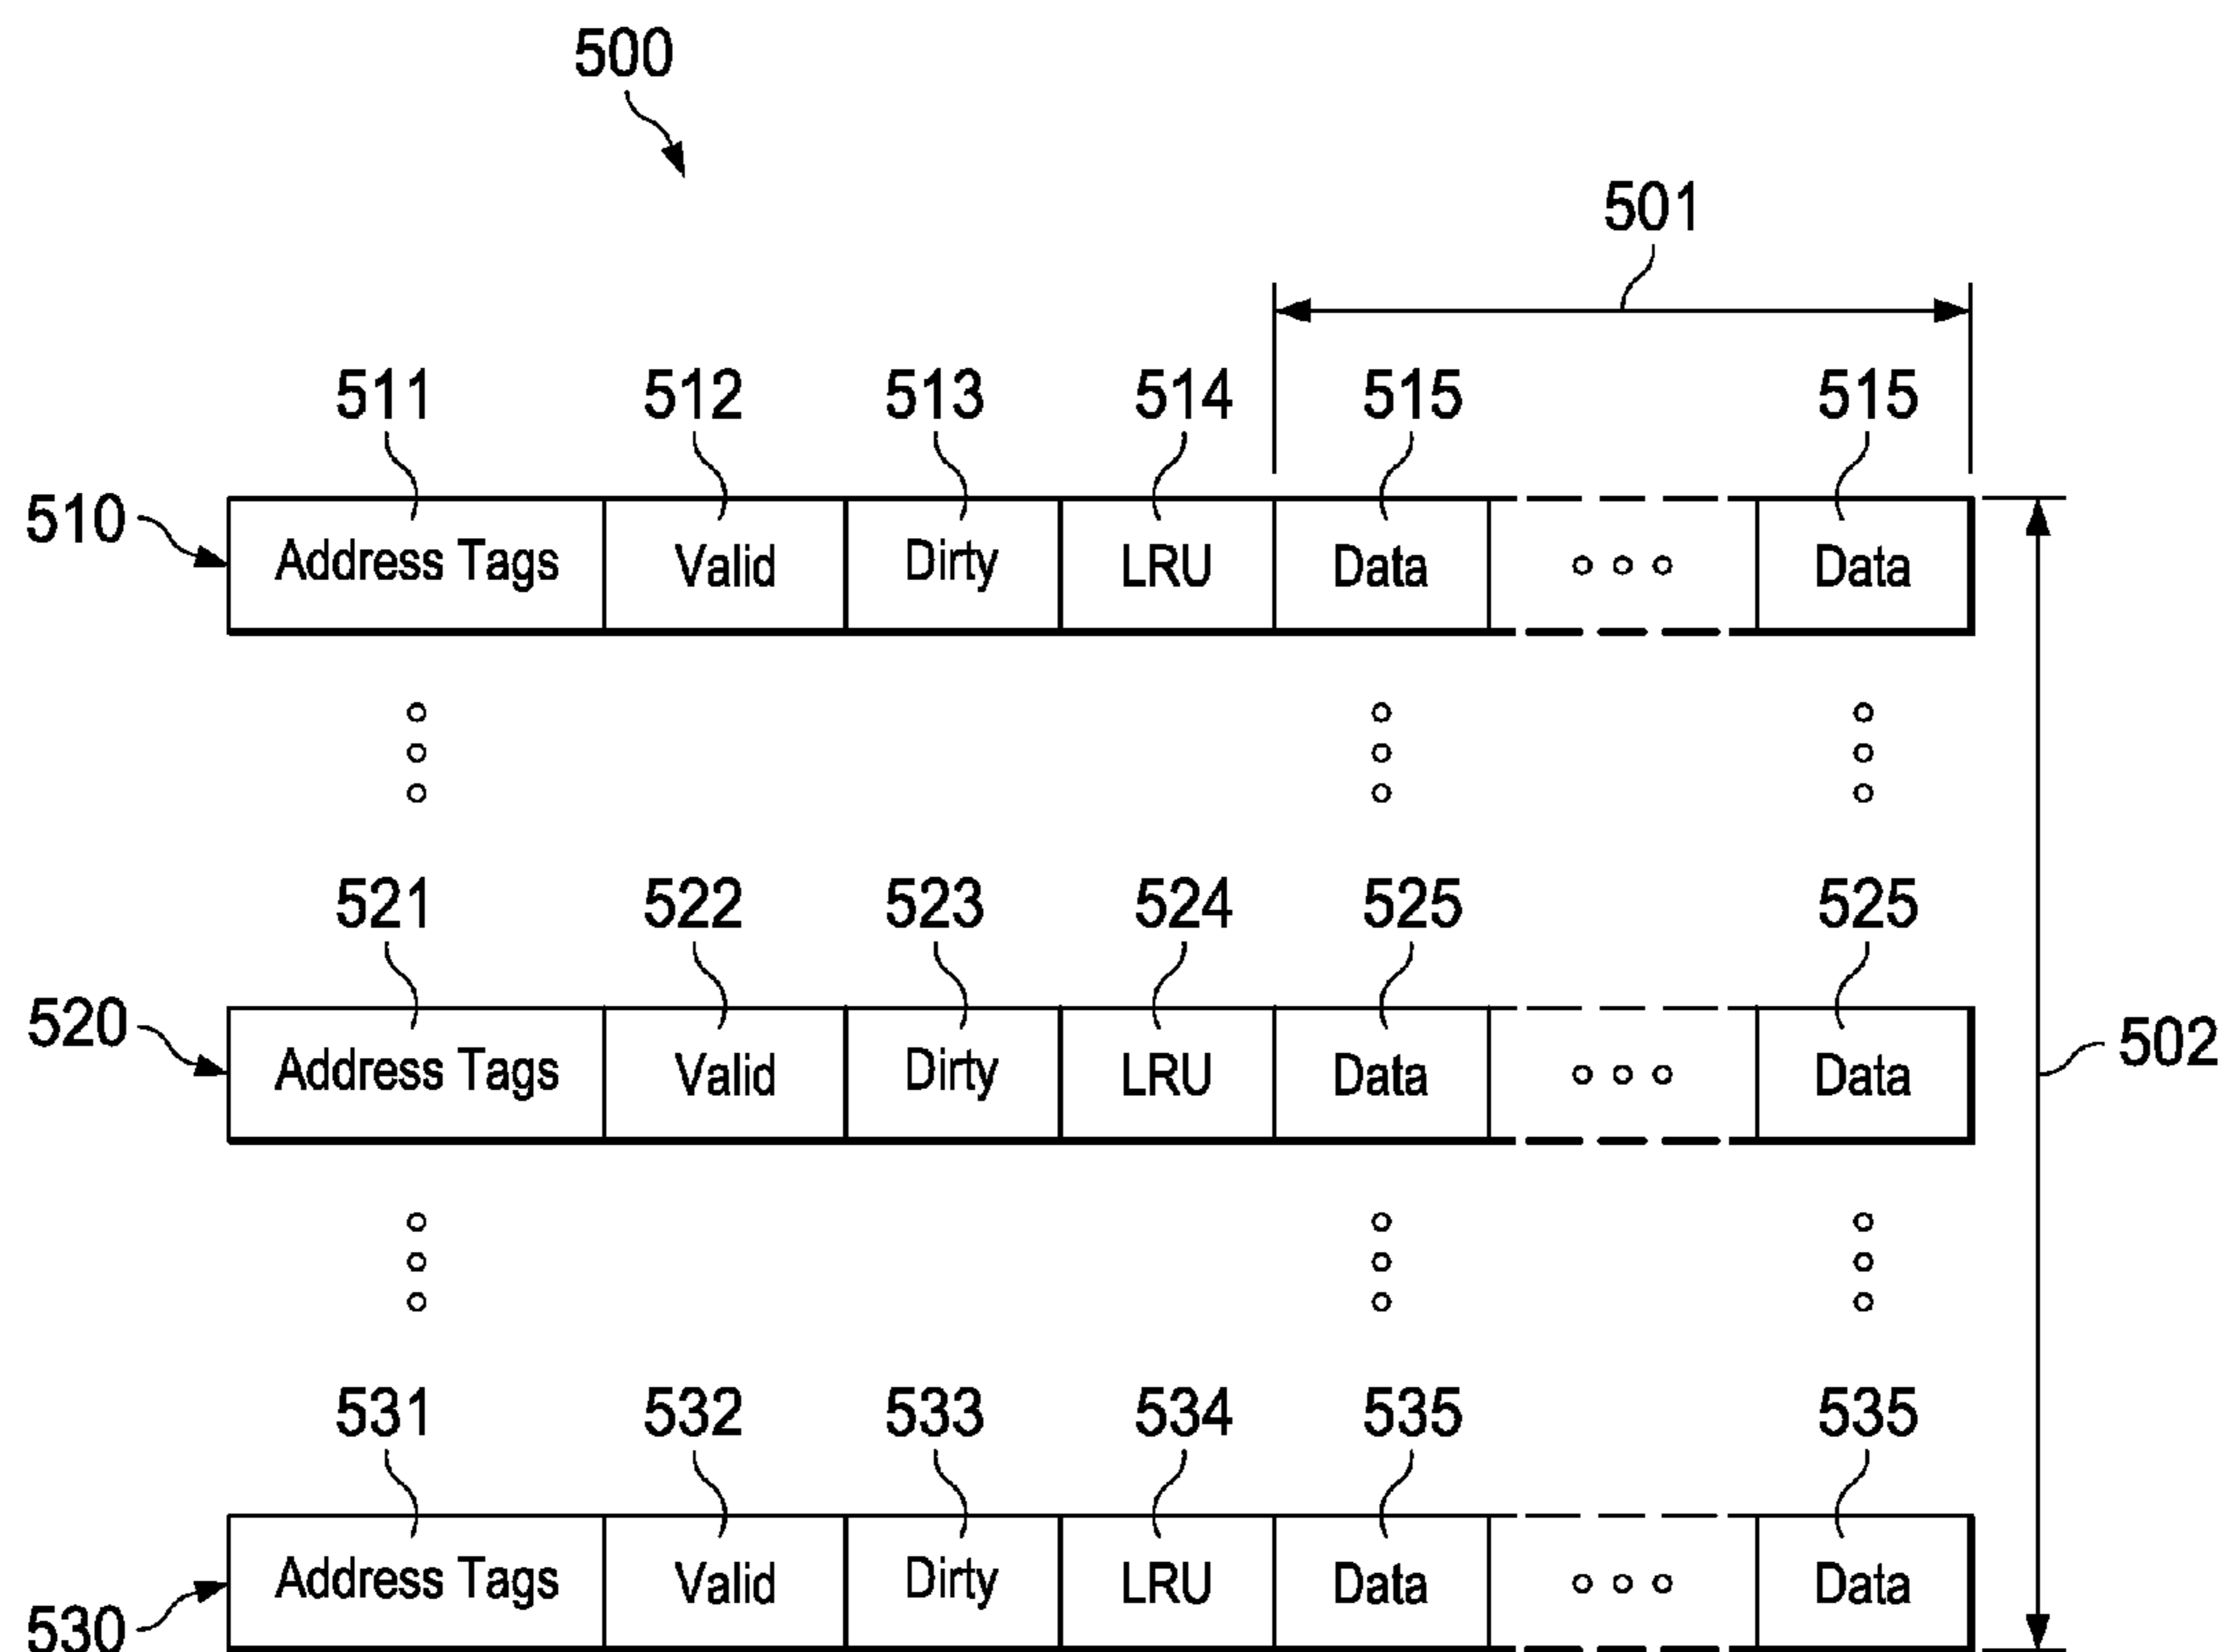 500
501
511 512 513 514 515 515
510
Address Tags Valid Dirty LRU Data Data
521 522 523 524 525 525
520
Address Tags Valid Dirty LRU Data Data
502
531 532 533 534 535 535
Address Tags Valid Dirty LRU Data Data
530